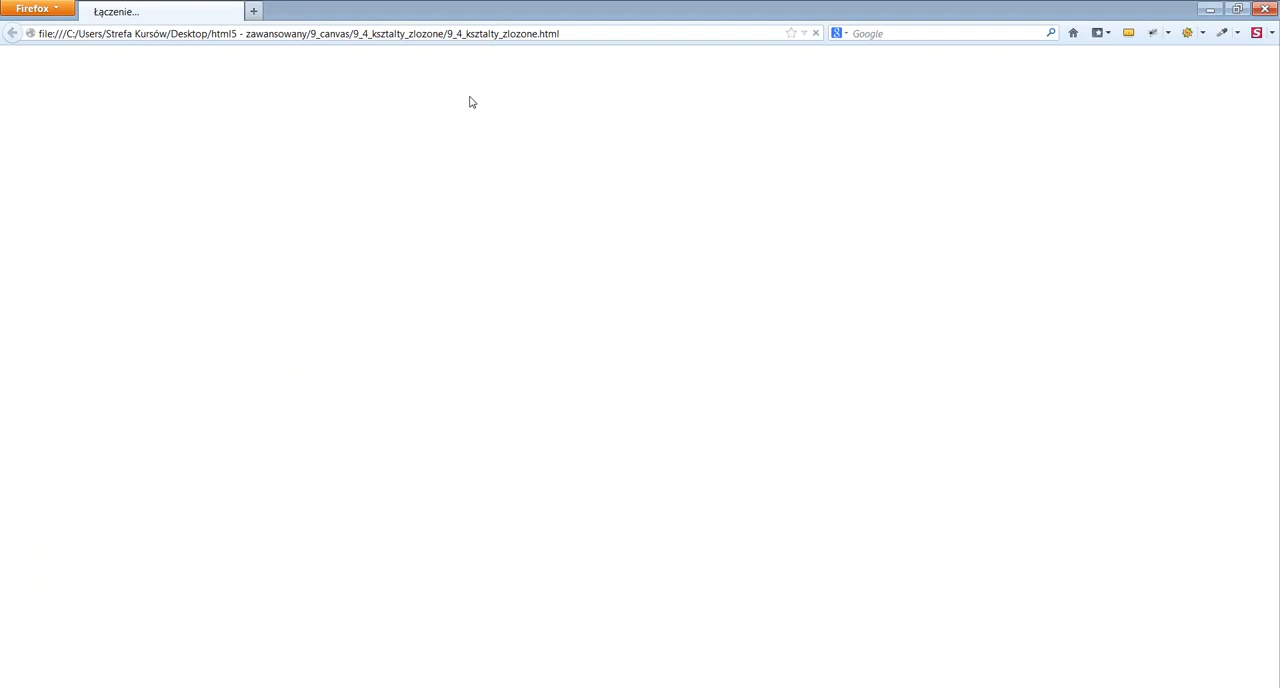 Firefox
Łączenie...
file:///C:/Users/Strefa Kursów/Desktop/html5 - zawansowany/9_canvas/9_4_ksztalty_zlozone/9_4_ksztalty_zlozone.html
Google